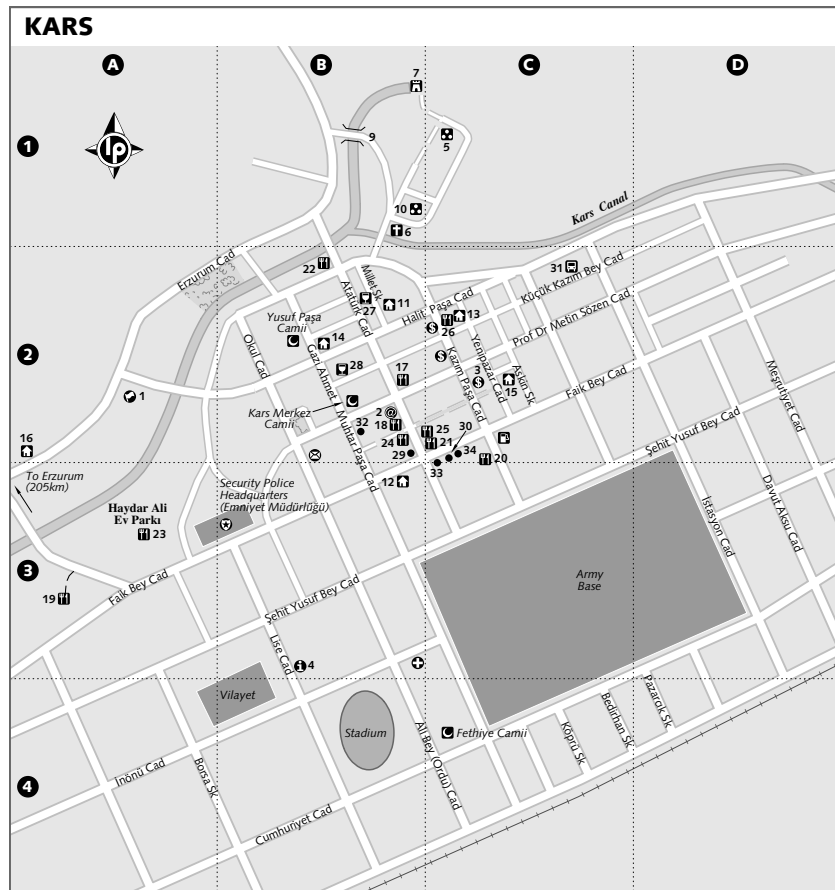 KARS
A
B
C
D
1
2
3
4
lp
7
9
5
10
6
Kars Canal
Erzurum Cad
22
Millet Sk
31
Küçük Kazım Bey Cad
27
11
Atatürk Cad
Halit Paşa Cad
13
26
Prof Dr Metin Sözen Cad
Yusuf Paşa
Camii
14
Okul Cad
Gazi Ahmet Muhtar Paşa Cad
28
17
Kazım Paşa Cad
Yenipazar Cad
3
15
Aşkın Sk
Faik Bey Cad
Meşrutiyet Cad
1
Kars Merkez
Camii
2
@
32
18
24
25
21
30
29
34
33
20
Şehit Yusuf Bey Cad
16
To Erzurum
(205km)
Security Police
Headquarters
(Emniyet Müdürlüğü)
12
Haydar Ali
Ev Parkı
23
Istasyon Cad
Davut Aksu Cad
19
Faik Bey Cad
Şehit Yusuf Bey Cad
Army
Base
Lise Cad
4
Vilayet
Stadium
Ali Bey (Ordu) Cad
Fethiye Camii
Köprü Sk
Bedirhan Sk
Pazarcık Sk
İnönü Cad
Borsa Sk
Cumhuriyet Cad